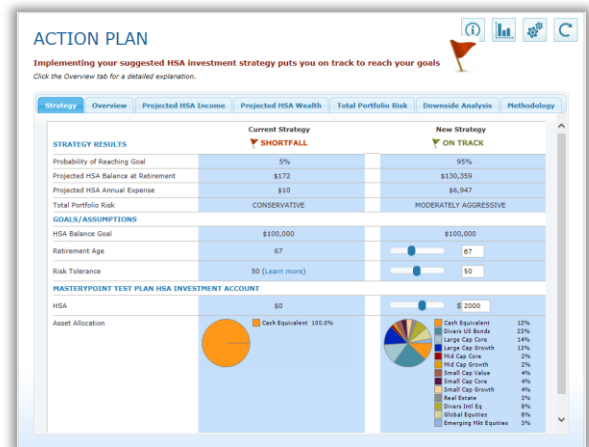 ACTION PLAN
Implementing your suggested HSA investment strategy puts you on track to reach your goals
Click the Overview tab for a detailed explanation.
Strategy Overview Projected HSA Income Projected HSA Wealth Total Portfolio Risk Downside Analysis Methodology
Current Strategy New Strategy
STRATEGY RESULTS SHORTFALL ON TRACK
Probability of Reaching Goal 5% 95%
Projected HSA Balance at Retirement $172 $130,359
Projected HSA Annual Expense $10 $6,947
Total Portfolio Risk CONSERVATIVE MODERATELY AGGRESSIVE
GOALS/ASSUMPTIONS
HSA Balance Goal $100,000 $100,000
Retirement Age 67 67
Risk Tolerance 50 (Learn more) 50
MASTERYPOINT TEST PLAN HSA INVESTMENT ACCOUNT
HSA $0 $ 2000
Asset Allocation Cash Equivalent 100.0% Cash Equivalent 12%
Divers US Bonds 23%
Large Cap Core 14%
Large Cap Growth 13%
Mid Cap Core 2%
Mid Cap Growth 2%
Small Cap Value 4%
Small Cap Core 4%
Small Cap Growth 4%
Real Estate 3%
Divers Intl Eq 8%
Global Equities 8%
Emerging Mkt Equities 3%